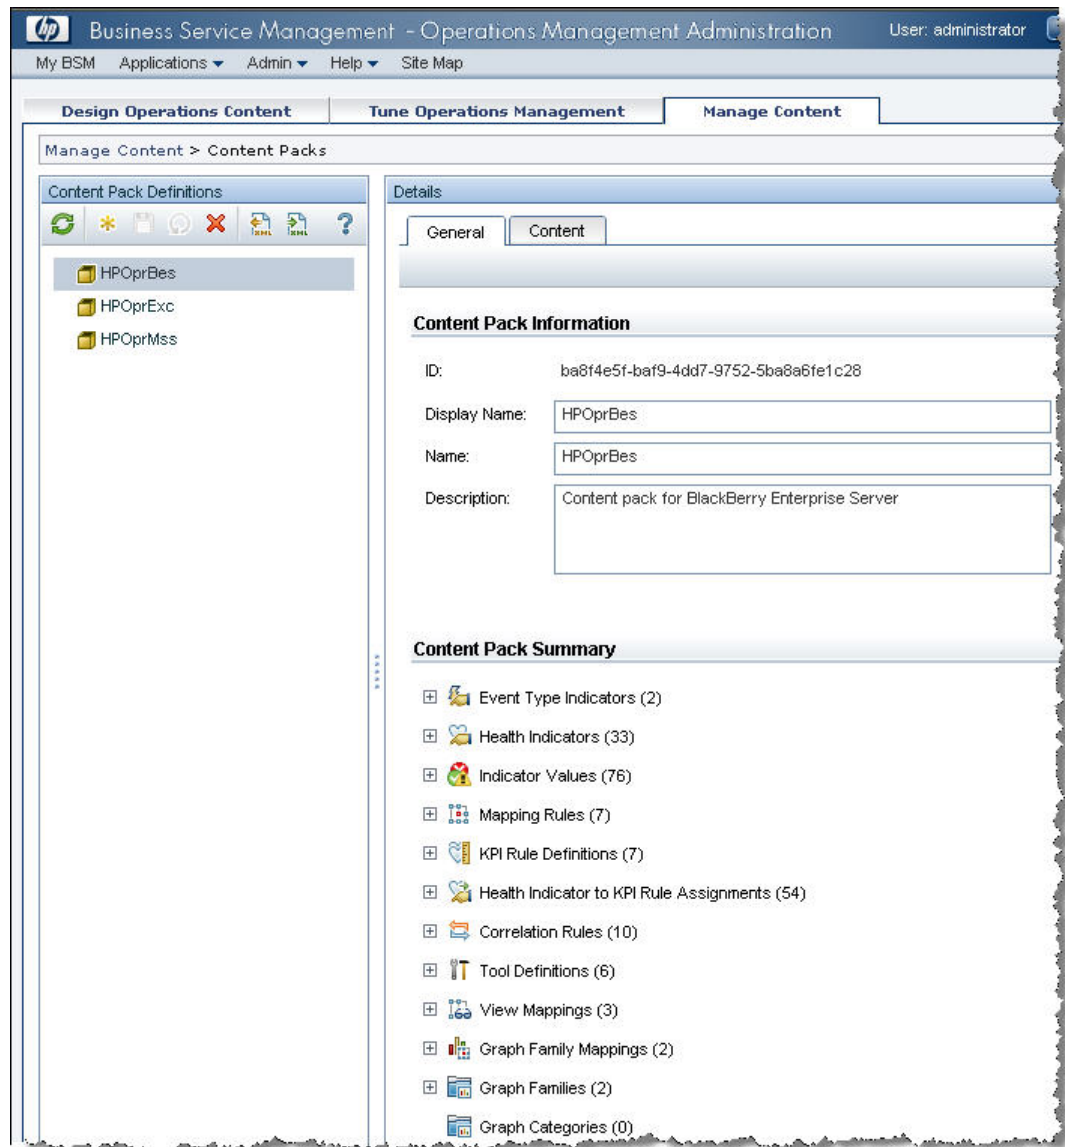 hp Business Service Management - Operations Management Administration User: administrator
My BSM Applications Admin Help Site Map
Design Operations Content Tune Operations Management Manage Content
Manage Content > Content Packs
Content Pack Definitions
XML XML ?
HPOprBes
HPOprExc
HPOprMss
Details
General Content
Content Pack Information
ID: ba8f4e5f-baf9-4dd7-9752-5ba8a6fe1c28
Display Name: HPOprBes
Name: HPOprBes
Description: Content pack for BlackBerry Enterprise Server
Content Pack Summary
Event Type Indicators (2)
Health Indicators (33)
Indicator Values (76)
Mapping Rules (7)
KPI Rule Definitions (7)
Health Indicator to KPI Rule Assignments (54)
Correlation Rules (10)
Tool Definitions (6)
View Mappings (3)
Graph Family Mappings (2)
Graph Families (2)
Graph Categories (0)